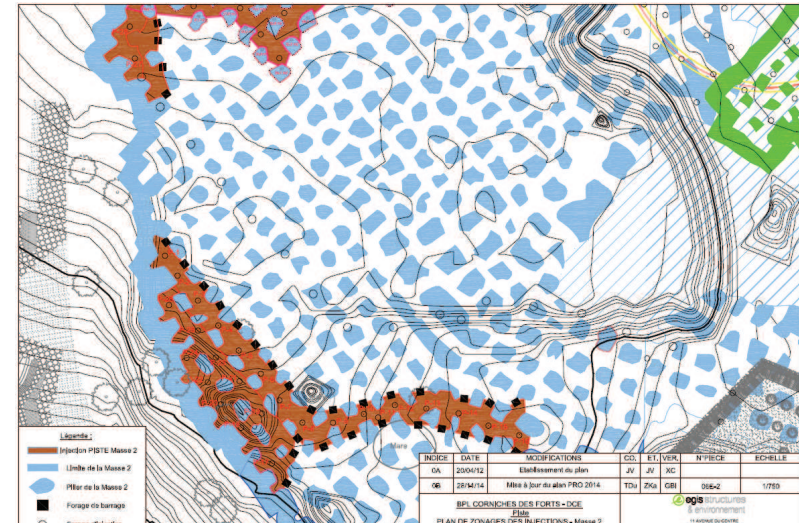 Mare
Légende :
Injection PISTE Masse 2
Limite de la Masse 2
Pilier de la Masse 2
Forage de barrage
INDICE DATE MODIFICATIONS CO. ET. VER. N°PIECE ECHELLE
0A 20/04/12 Etablissement du plan JV JV XC
0B 28/14/14 Mise à jour du plan PRO 2014 TDu ZKa GBI 06E-2 1/750
BPL CORNICHES DES FORTS - DCE
Piste
PLAN DE ZONAGES DES INJECTIONS - Masse 2
egis structures
& environnement
11 AVENUE DU CENTRE